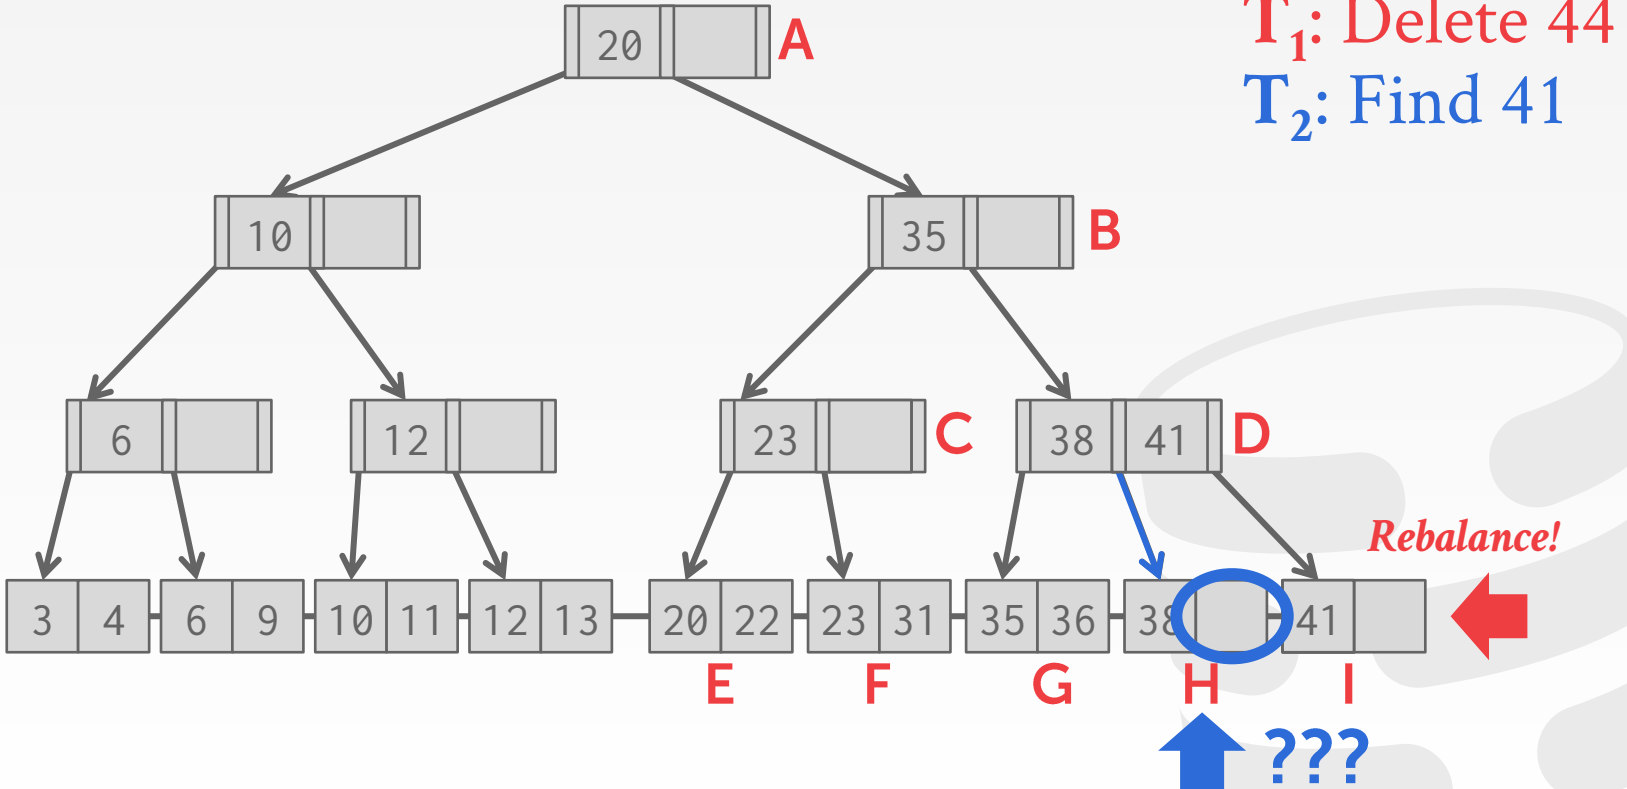 T1: Delete 44
T2: Find 41
20 A
10
35 B
6
12
23 C
38 41 D
Rebalance!
3 4 6 9 10 11 12 13 20 22 23 31 35 36 38 41
E F G H I
???